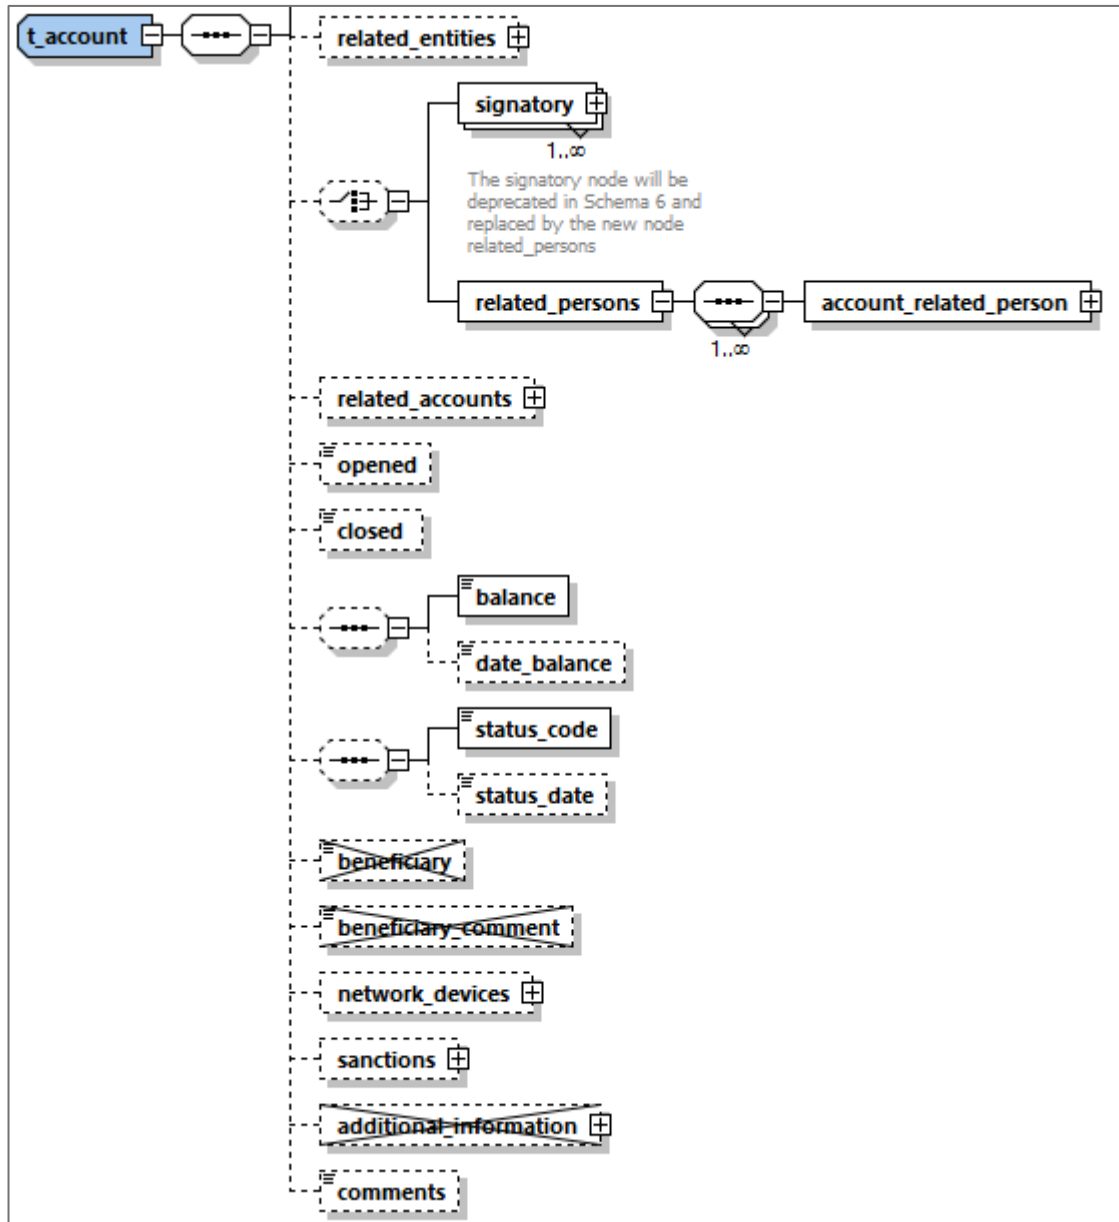 t_account
related_entities
signatory
1..∞
The signatory node will be
deprecated in Schema 6 and
replaced by the new node
related_persons
related_persons
account_related_person
1..∞
related_accounts
opened
closed
balance
date_balance
status_code
status_date
beneficiary
beneficiary_comment
network_devices
sanctions
additional_information
comments